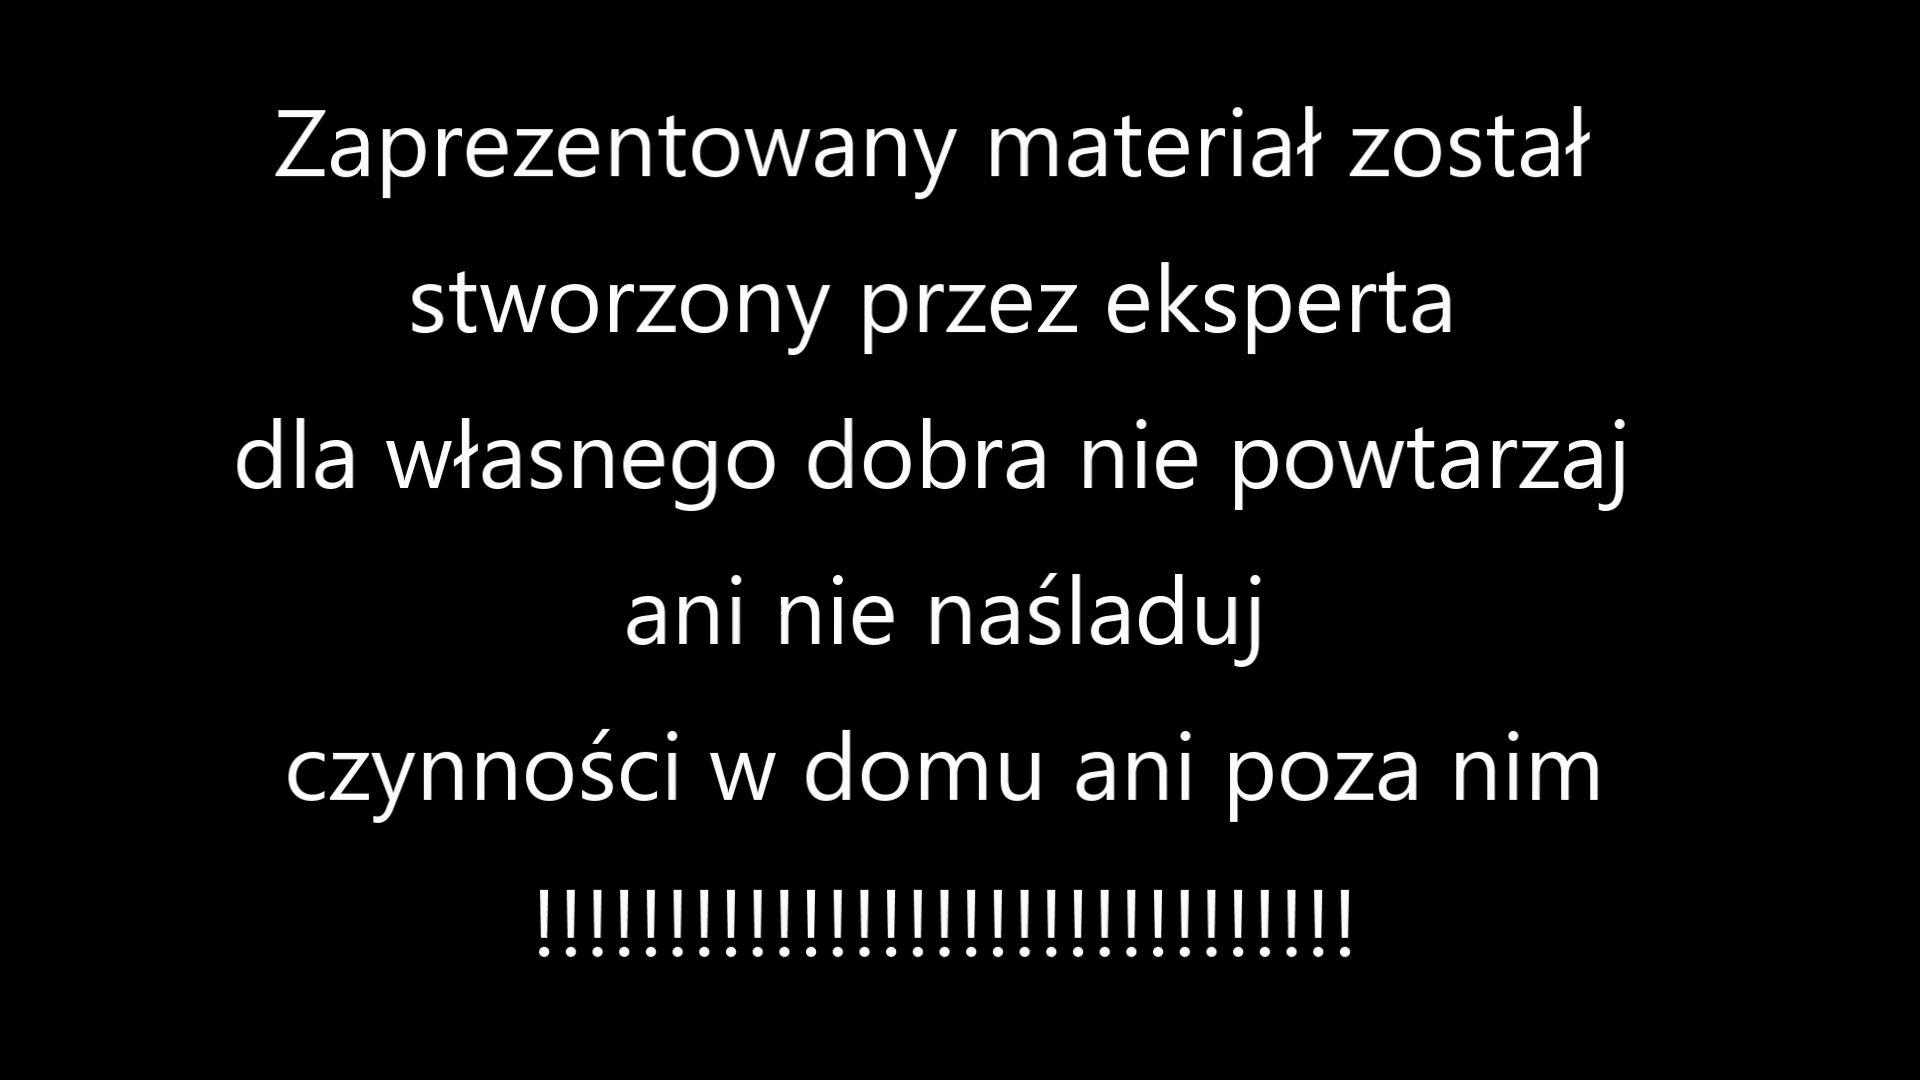 Zaprezentowany materiał został
stworzony przez eksperta
dla własnego dobra nie powtarzaj
ani nie naśladuj
czynności w domu ani poza nim
!!!!!!!!!!!!!!!!!!!!!!!!!!!!!!!